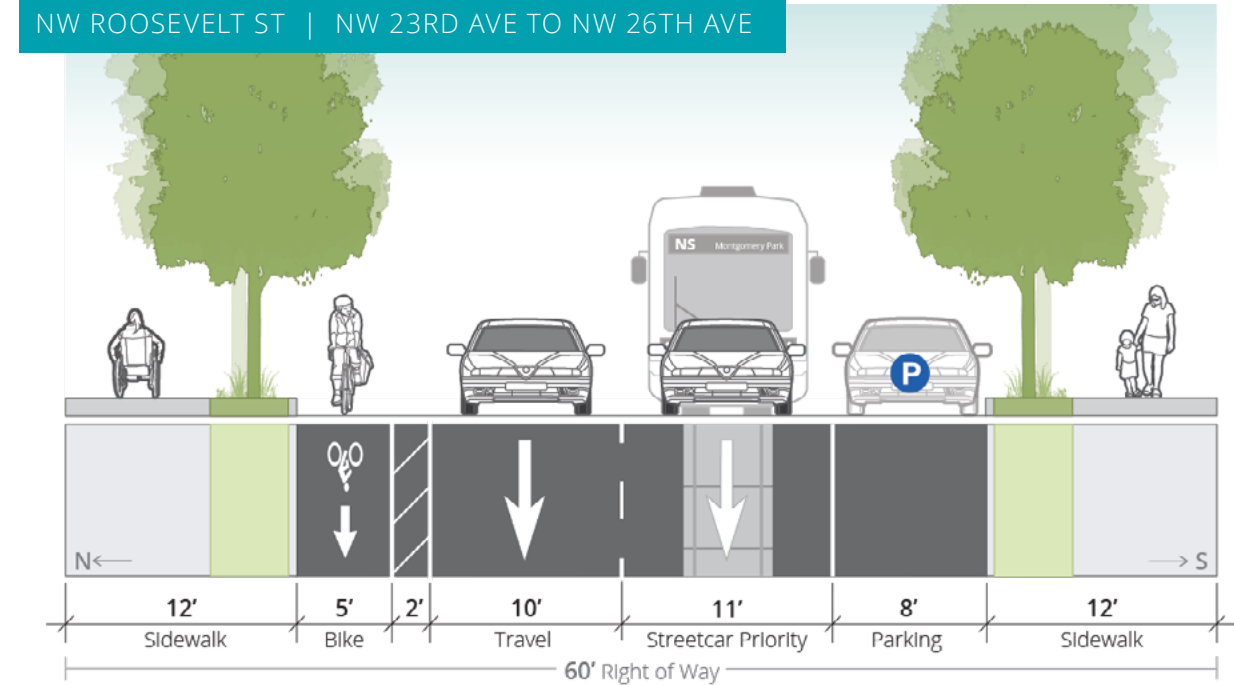 NW ROOSEVELT ST | NW 23RD AVE TO NW 26TH AVE
NS Montgomery Park
P
N
S
12' 5' 2' 10' 11' 8' 12'
Sidewalk Bike Travel Streetcar Priority Parking Sidewalk
60' Right of Way